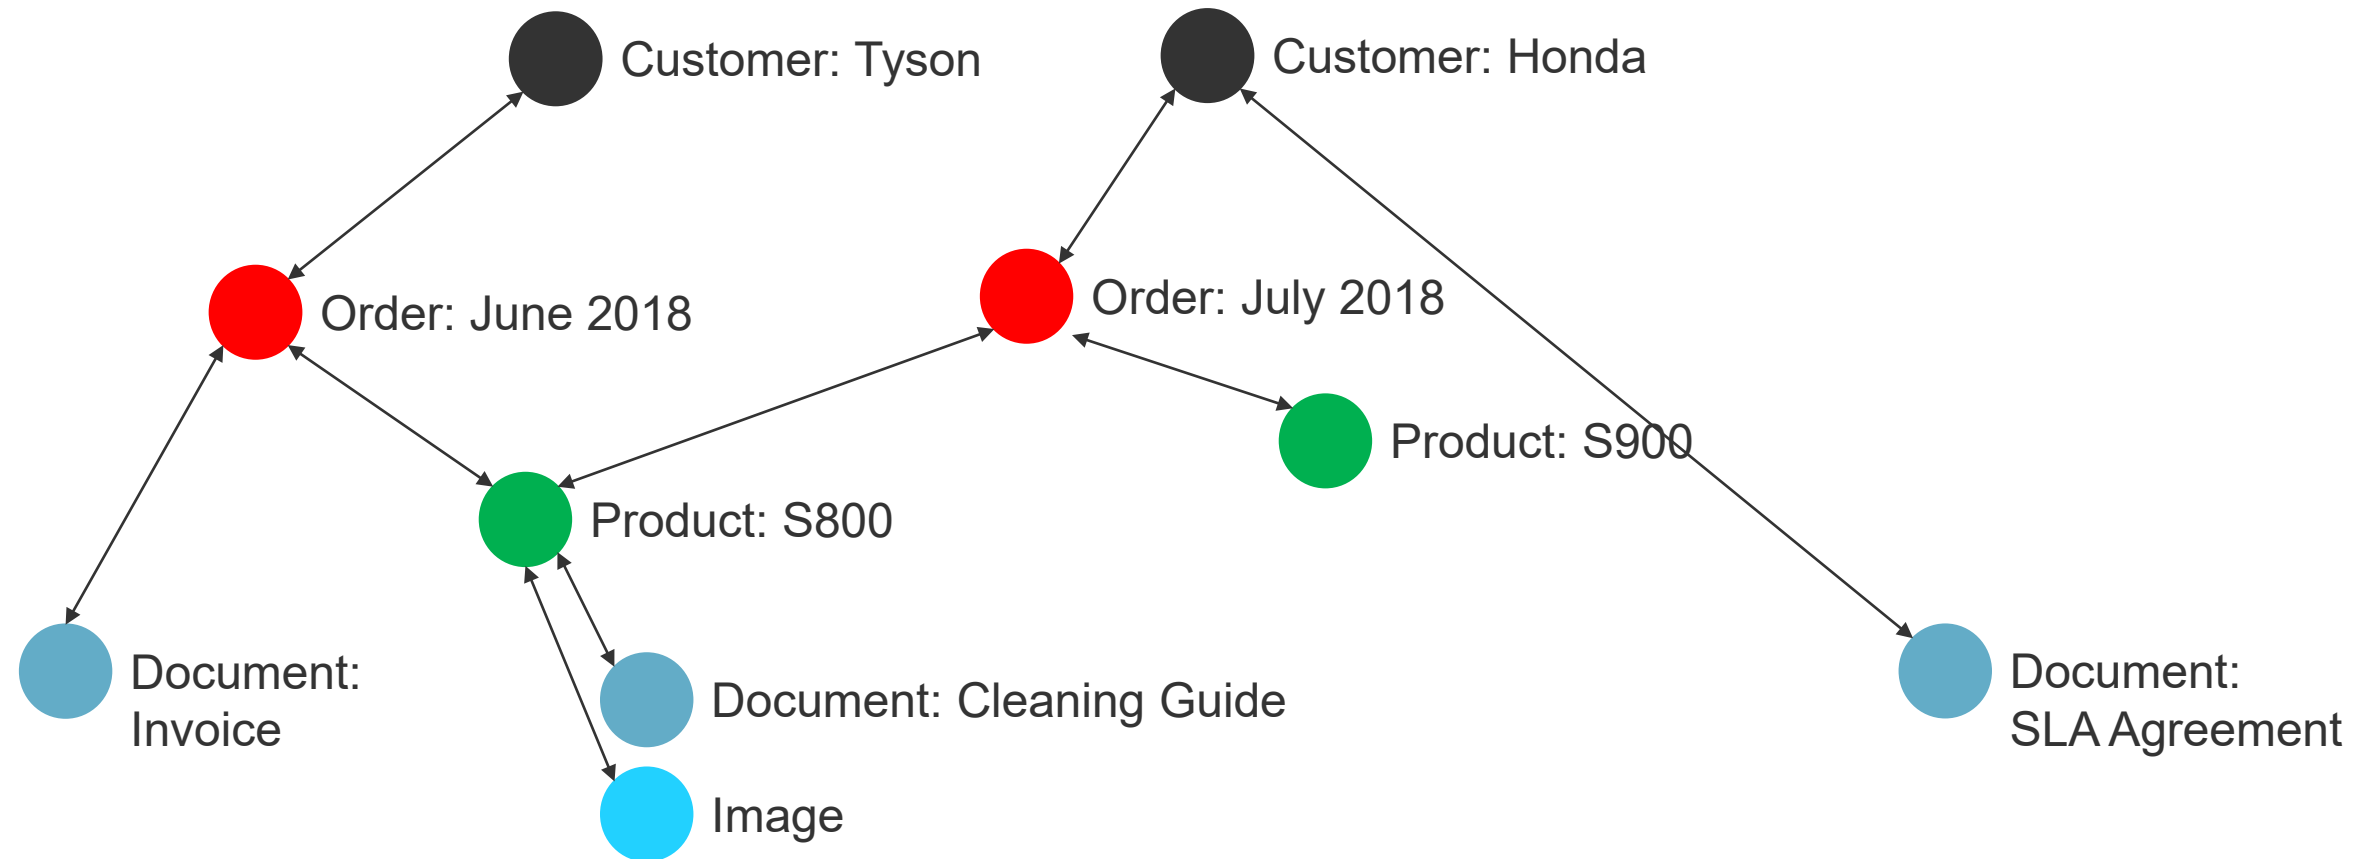 Customer: Tyson
Customer: Honda
Order: June 2018
Order: July 2018
Product: S900
Product: S800
Document:
Invoice
Document: Cleaning Guide
Document:
SLA Agreement
Image